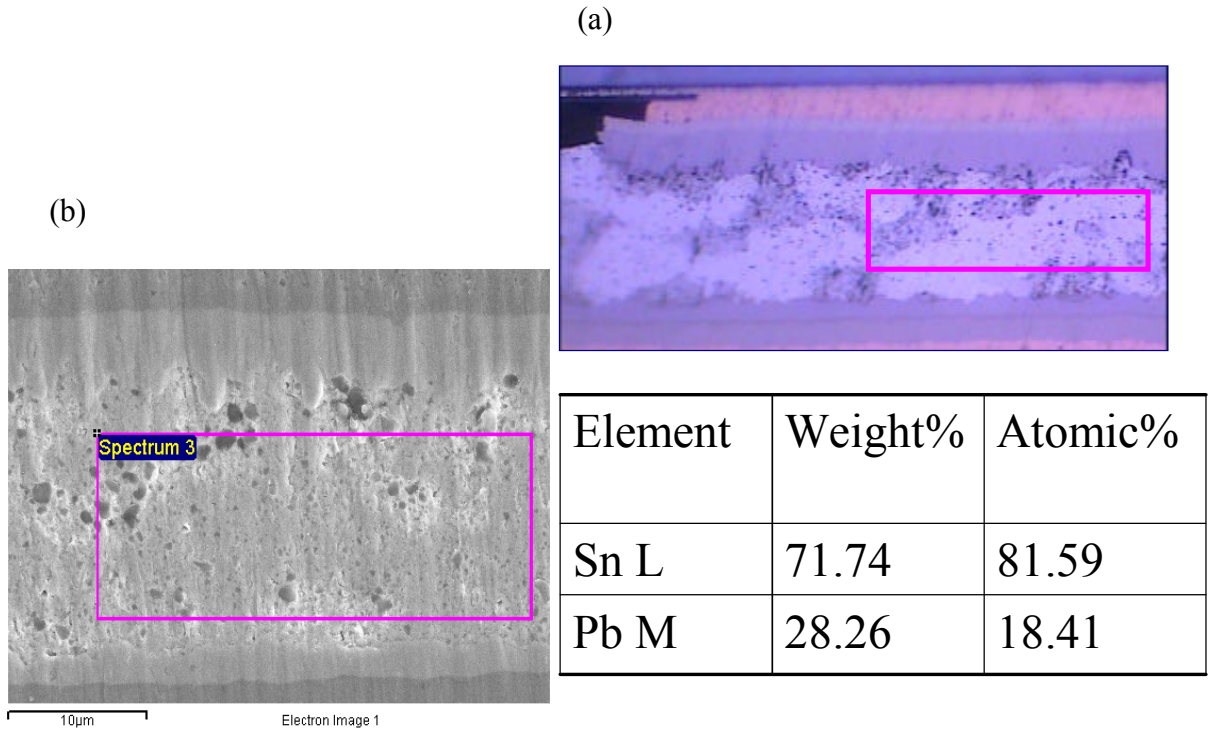 (a)
(b)
Spectrum 3
10µm
Electron Image 1
Element Weight% Atomic%
Sn L 71.74 81.59
Pb M 28.26 18.41